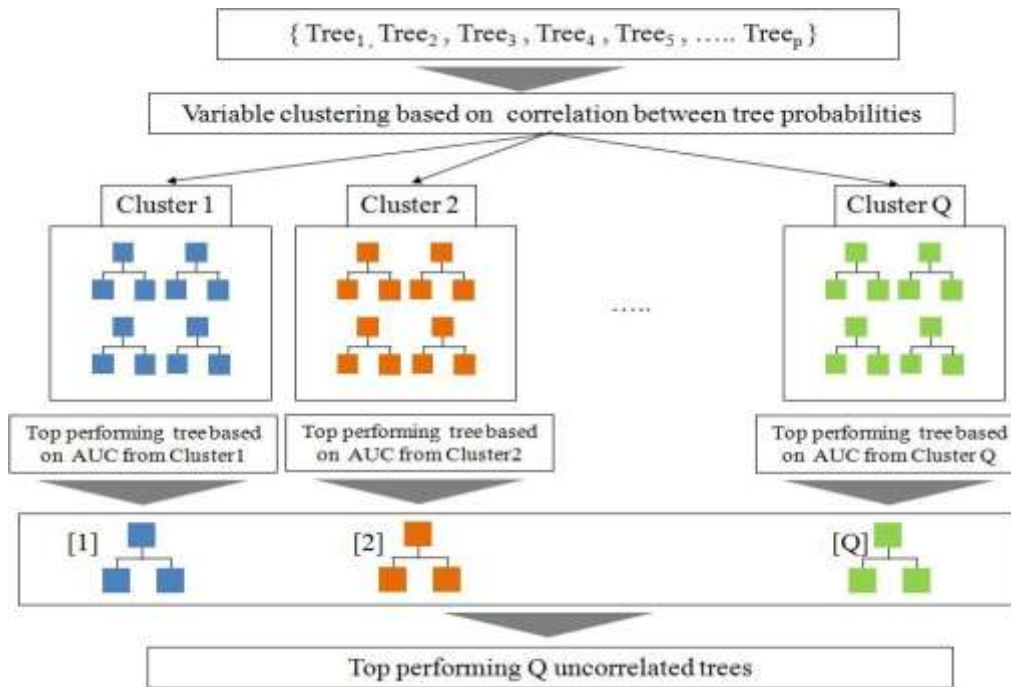 { Tree1, Tree2 , Tree3 , Tree4 , Tree5 , ….. Treep }
Variable clustering based on correlation between tree probabilities
Cluster 1
Cluster 2
Cluster Q
.....
Top performing tree based
on AUC from Cluster1
Top performing tree based
on AUC from Cluster2
Top performing tree based
on AUC from Cluster Q
[1]
[2]
[Q]
Top performing Q uncorrelated trees